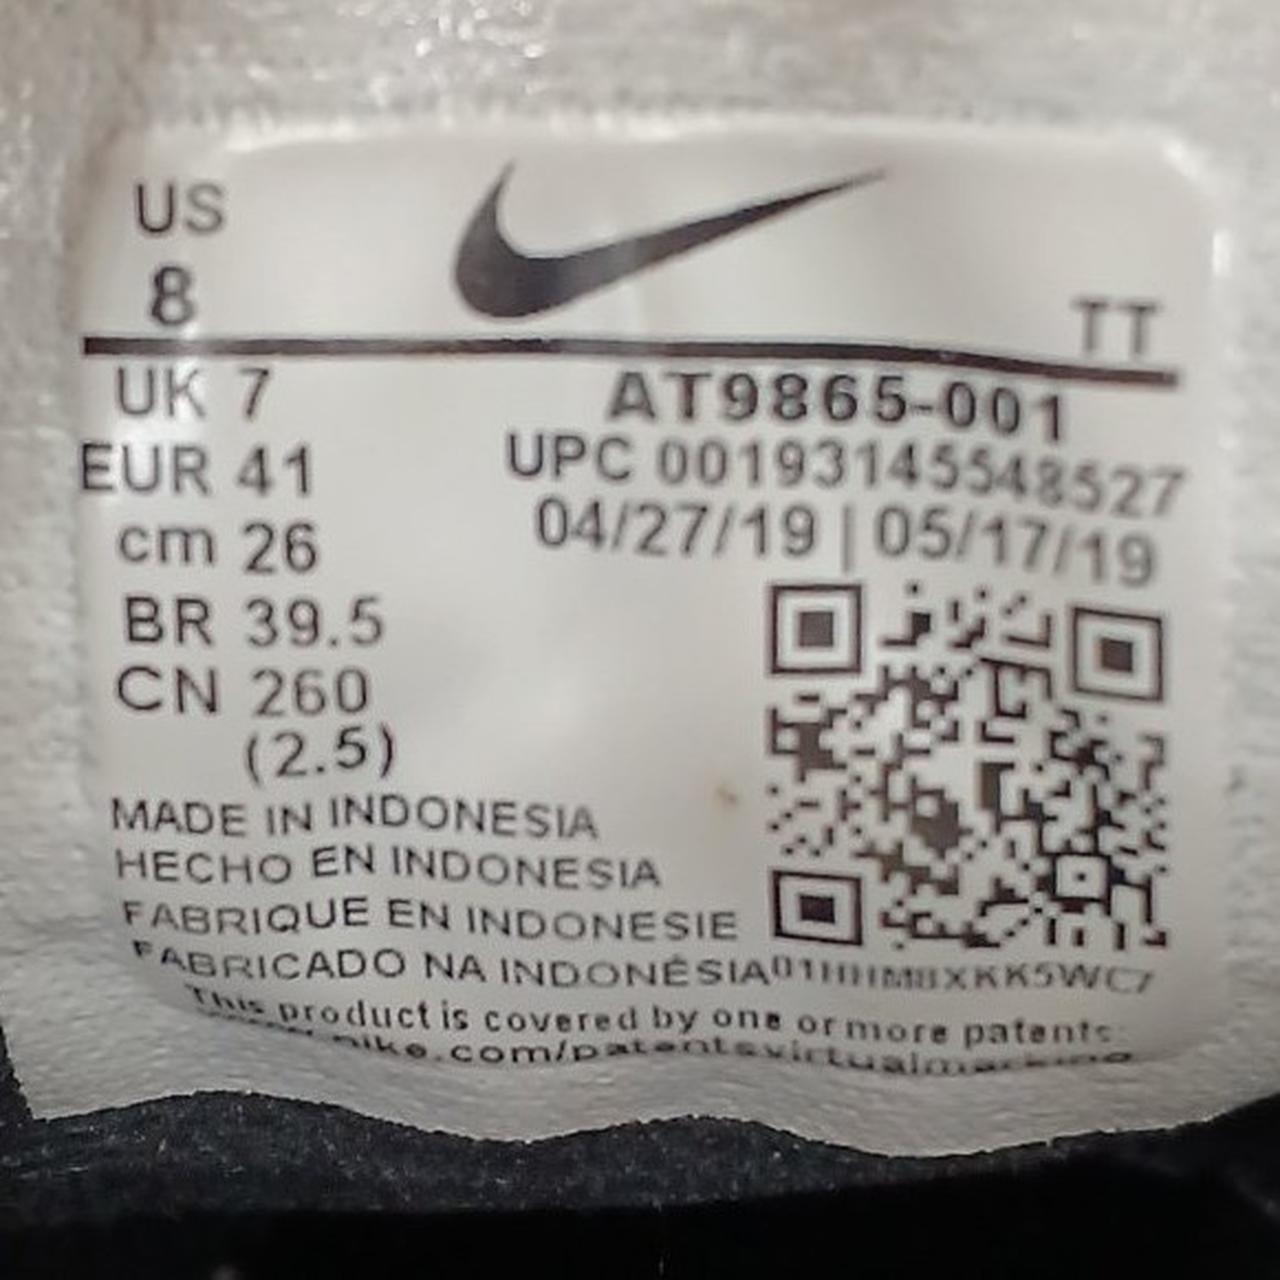 US
8
TT
UK 7
EUR 41
cm 26
BR 39.5
CN 260
(2.5)
AT9865-001
UPC 00193145548527
04/27/19 | 05/17/19
MADE IN INDONESIA
HECHO EN INDONESIA
FABRIQUE EN INDONESIE
FABRICADO NA INDONÉSIA
This product is covered by one or more patents.